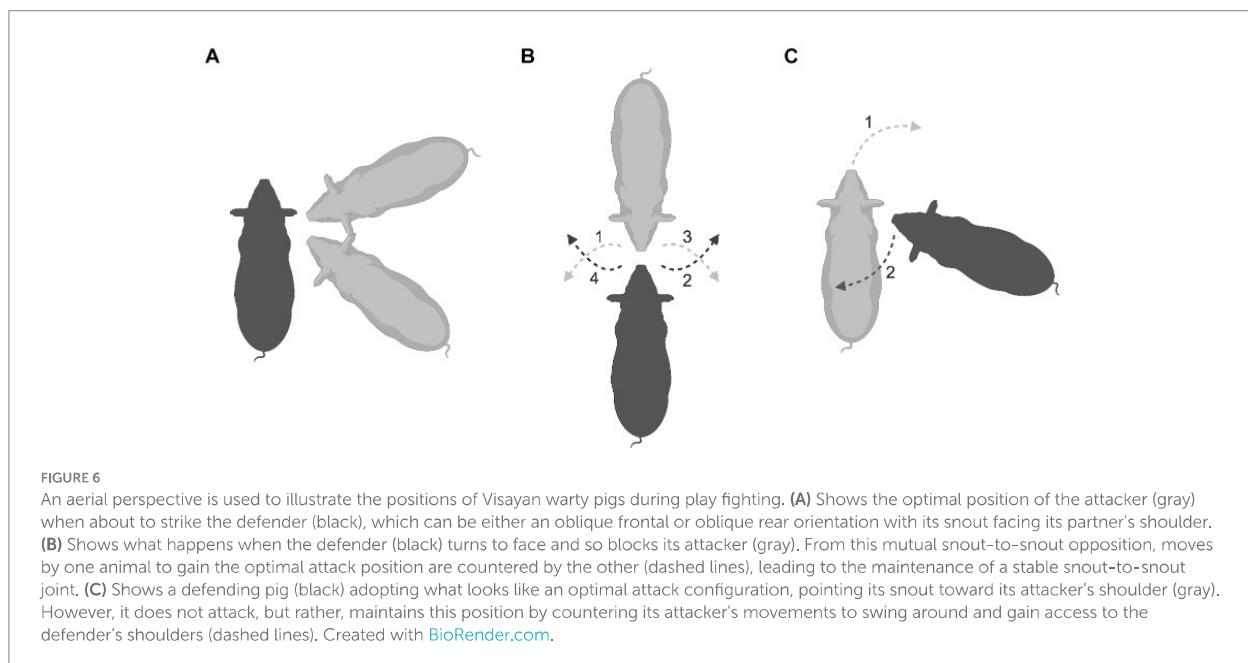 A
B
C
1
1
3
4
2
2
FIGURE 6
An aerial perspective is used to illustrate the positions of Visayan warty pigs during play fighting. (A) Shows the optimal position of the attacker (gray)
when about to strike the defender (black), which can be either an oblique frontal or oblique rear orientation with its snout facing its partner's shoulder.
(B) Shows what happens when the defender (black) turns to face and so blocks its attacker (gray). From this mutual snout-to-snout opposition, moves
by one animal to gain the optimal attack position are countered by the other (dashed lines), leading to the maintenance of a stable snout-to-snout
joint. (C) Shows a defending pig (black) adopting what looks like an optimal attack configuration, pointing its snout toward its attacker's shoulder (gray).
However, it does not attack, but rather, maintains this position by countering its attacker's movements to swing around and gain access to the
defender's shoulders (dashed lines). Created with BioRender.com.